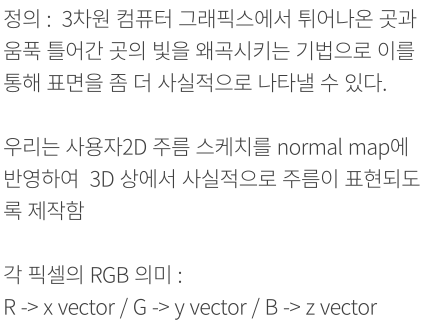 정의 :  3차원 컴퓨터 그래픽스에서 튀어나온 곳과
움푹 들어간 곳의 빛을 왜곡시키는 기법으로 이를
통해 표면을 좀 더 사실적으로 나타낼 수 있다.
우리는 사용자2D 주름 스케치를 normal map에
반영하여  3D 상에서 사실적으로 주름이 표현되도
록 제작함
각 픽셀의 RGB 의미 :
R -> x vector / G -> y vector / B -> z vector